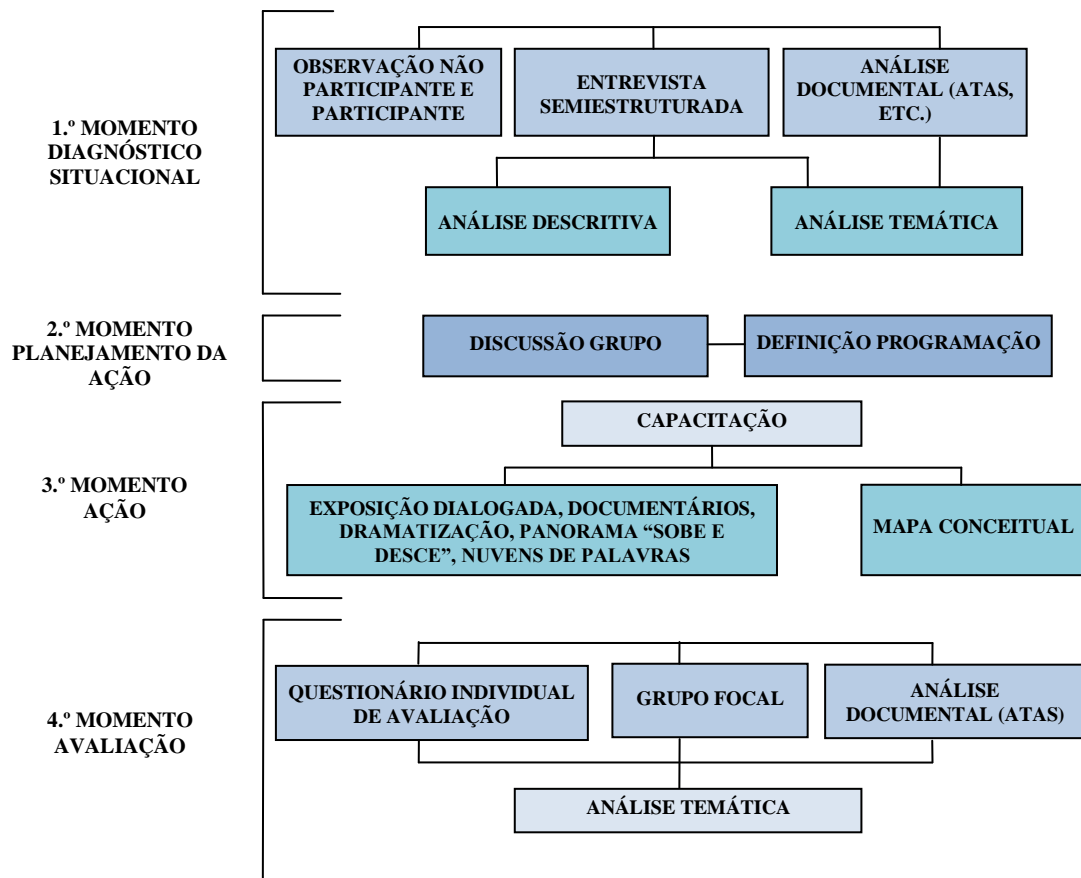 1.º MOMENTO
DIAGNÓSTICO
SITUACIONAL
OBSERVAÇÃO NÃO
PARTICIPANTE E
PARTICIPANTE
ENTREVISTA
SEMIESTRUTURADA
ANÁLISE
DOCUMENTAL (ATAS,
ETC.)
ANÁLISE DESCRITIVA
ANÁLISE TEMÁTICA
2.º MOMENTO
PLANEJAMENTO DA
AÇÃO
DISCUSSÃO GRUPO
DEFINIÇÃO PROGRAMAÇÃO
3.º MOMENTO
AÇÃO
CAPACITAÇÃO
EXPOSIÇÃO DIALOGADA, DOCUMENTÁRIOS,
DRAMATIZAÇÃO, PANORAMA “SOBE E
DESCE”, NUVENS DE PALAVRAS
MAPA CONCEITUAL
4.º MOMENTO
AVALIAÇÃO
QUESTIONÁRIO INDIVIDUAL
DE AVALIAÇÃO
GRUPO FOCAL
ANÁLISE
DOCUMENTAL (ATAS)
ANÁLISE TEMÁTICA